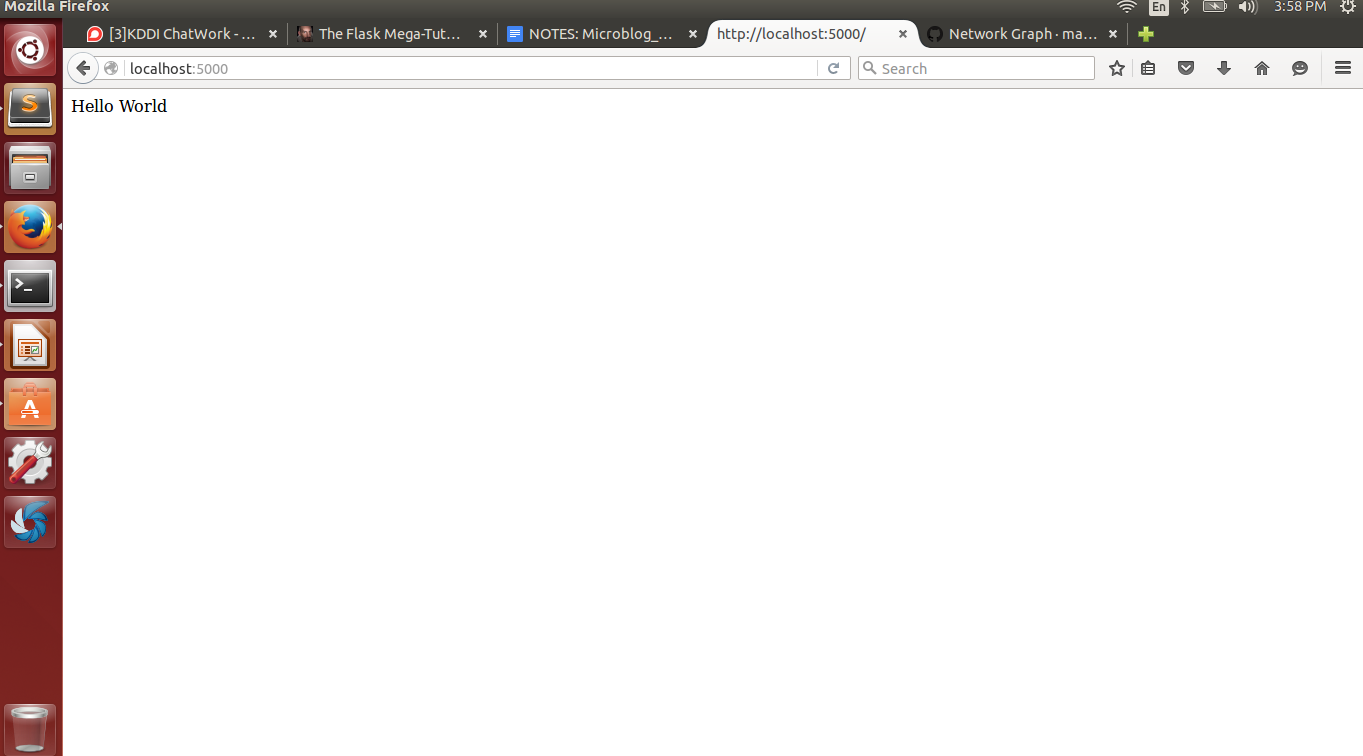 Mozilla Firefox
En
3:58 PM
[3]KDDI ChatWork - ...
The Flask Mega-Tut...
NOTES: Microblog_...
http://localhost:5000/
Network Graph · ma...
localhost:5000
Search
Hello World